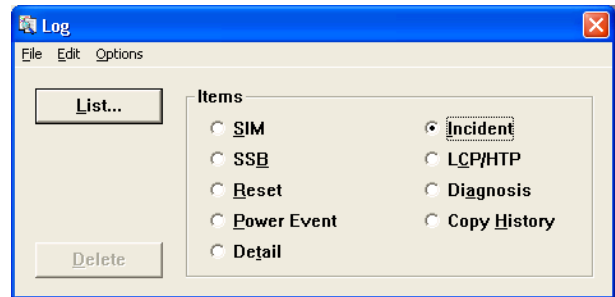 Log
File Edit Options
List...
Items
SIM
Incident
SSB
LCP/HTP
Reset
Diagnosis
Power Event
Copy History
Detail
Delete